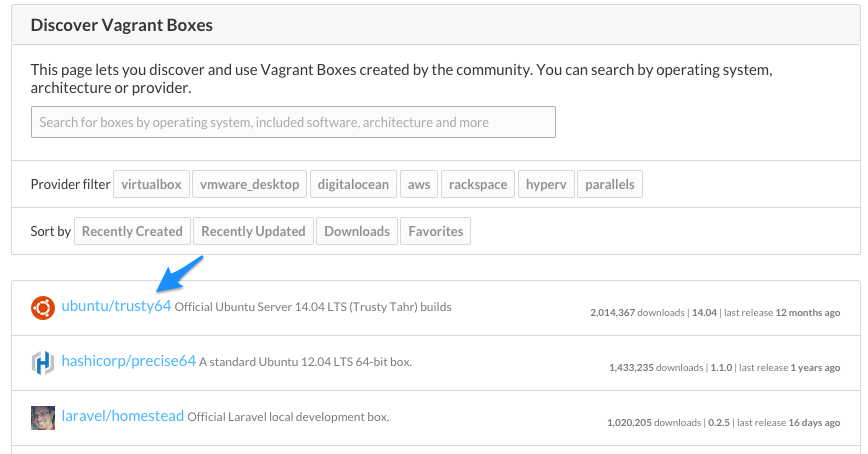 Discover Vagrant Boxes
This page lets you discover and use Vagrant Boxes created by the community. You can search by operating system,
architecture or provider.
Search for boxes by operating system, included software, architecture and more
Provider filter virtualbox vmware_desktop digitalocean aws rackspace hyperv parallels
Sort by Recently Created Recently Updated Downloads Favorites
ubuntu/trusty64 Official Ubuntu Server 14.04 LTS (Trusty Tahr) builds 2,014,367 downloads | 14.04 | last release 12 months ago
hashicorp/precise64 A standard Ubuntu 12.04 LTS 64-bit box. 1,433,235 downloads | 1.1.0 | last release 1 years ago
laravel/homestead Official Laravel local development box. 1,020,205 downloads | 0.2.5 | last release 16 days ago